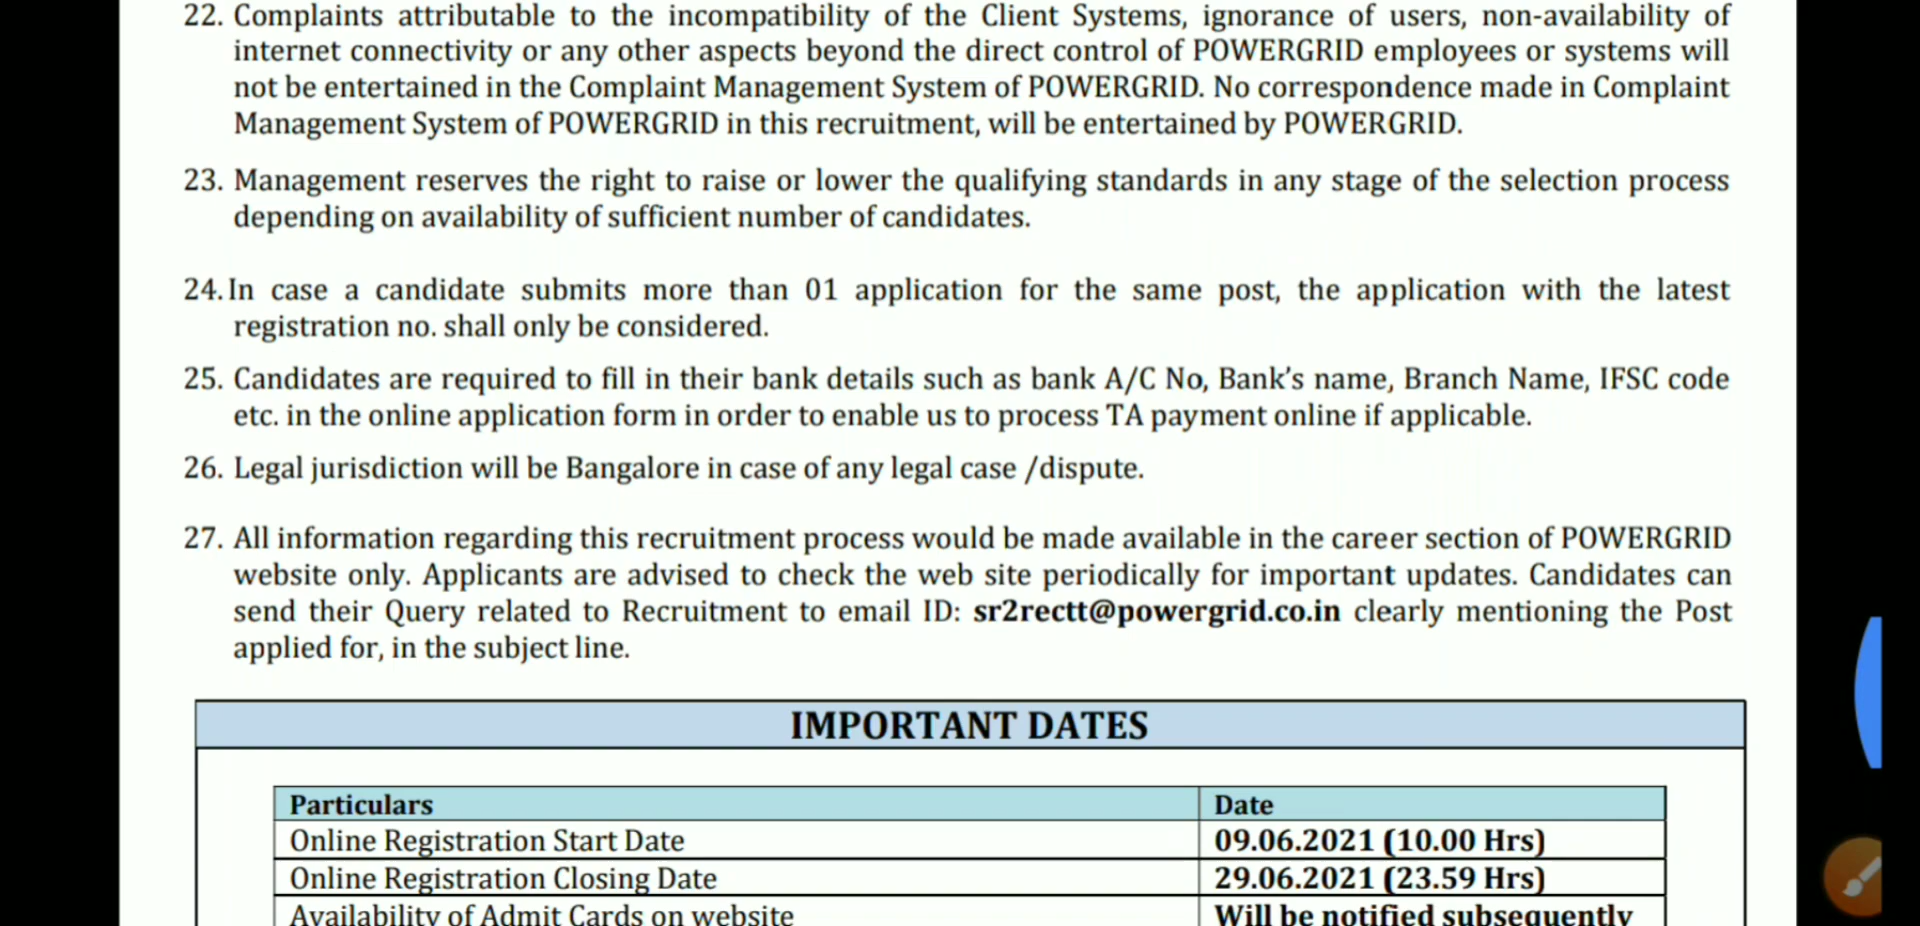 22. Complaints attributable to the incompatibility of the Client Systems, ignorance of users, non-availability of
internet connectivity or any other aspects beyond the direct control of POWERGRID employees or systems will
not be entertained in the Complaint Management System of POWERGRID. No correspondence made in Complaint
Management System of POWERGRID in this recruitment, will be entertained by POWERGRID.
23. Management reserves the right to raise or lower the qualifying standards in any stage of the selection process
depending on availability of sufficient number of candidates.
24. In case a candidate submits more than 01 application for the same post, the application with the latest
registration no. shall only be considered.
25. Candidates are required to fill in their bank details such as bank A/C No, Bank's name, Branch Name, IFSC code
etc. in the online application form in order to enable us to process TA payment online if applicable.
26. Legal jurisdiction will be Bangalore in case of any legal case /dispute.
27. All information regarding this recruitment process would be made available in the career section of POWERGRID
website only. Applicants are advised to check the web site periodically for important updates. Candidates can
send their Query related to Recruitment to email ID: sr2rectt@powergrid.co.in clearly mentioning the Post
applied for, in the subject line.
IMPORTANT DATES
Particulars Date
Online Registration Start Date 09.06.2021 (10.00 Hrs)
Online Registration Closing Date 29.06.2021 (23.59 Hrs)
Availability of Admit Cards on website Will be notified subsequently